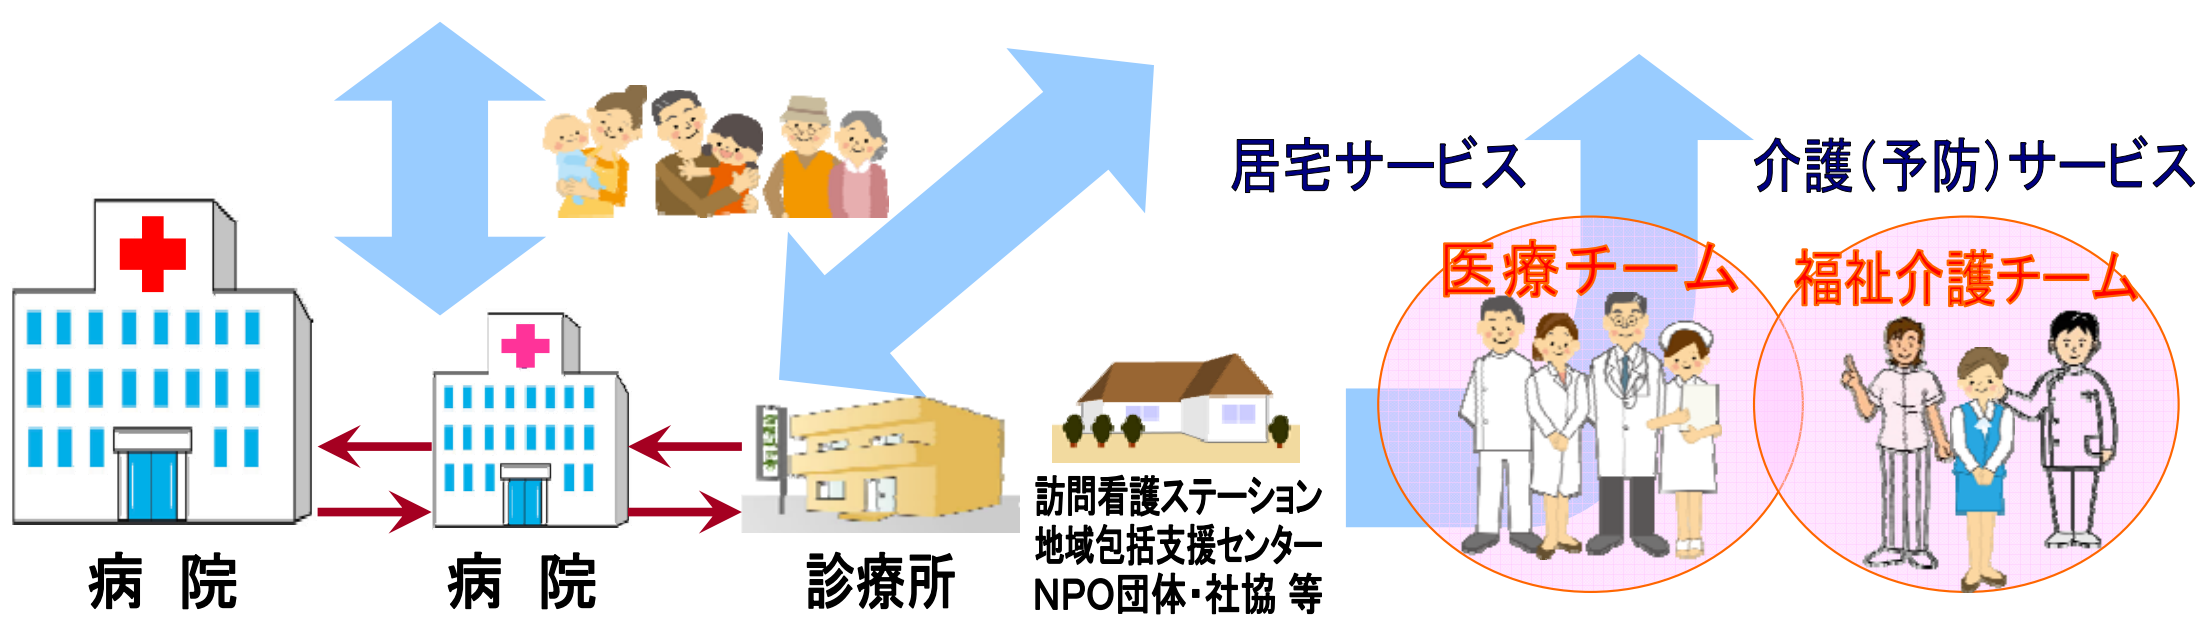 居宅サービス
介護（予防）サービス
医療チーム
福祉介護チーム
訪問看護ステーション
地域包括支援センター
NPO団体・社協 等
病 院
病 院
診療所